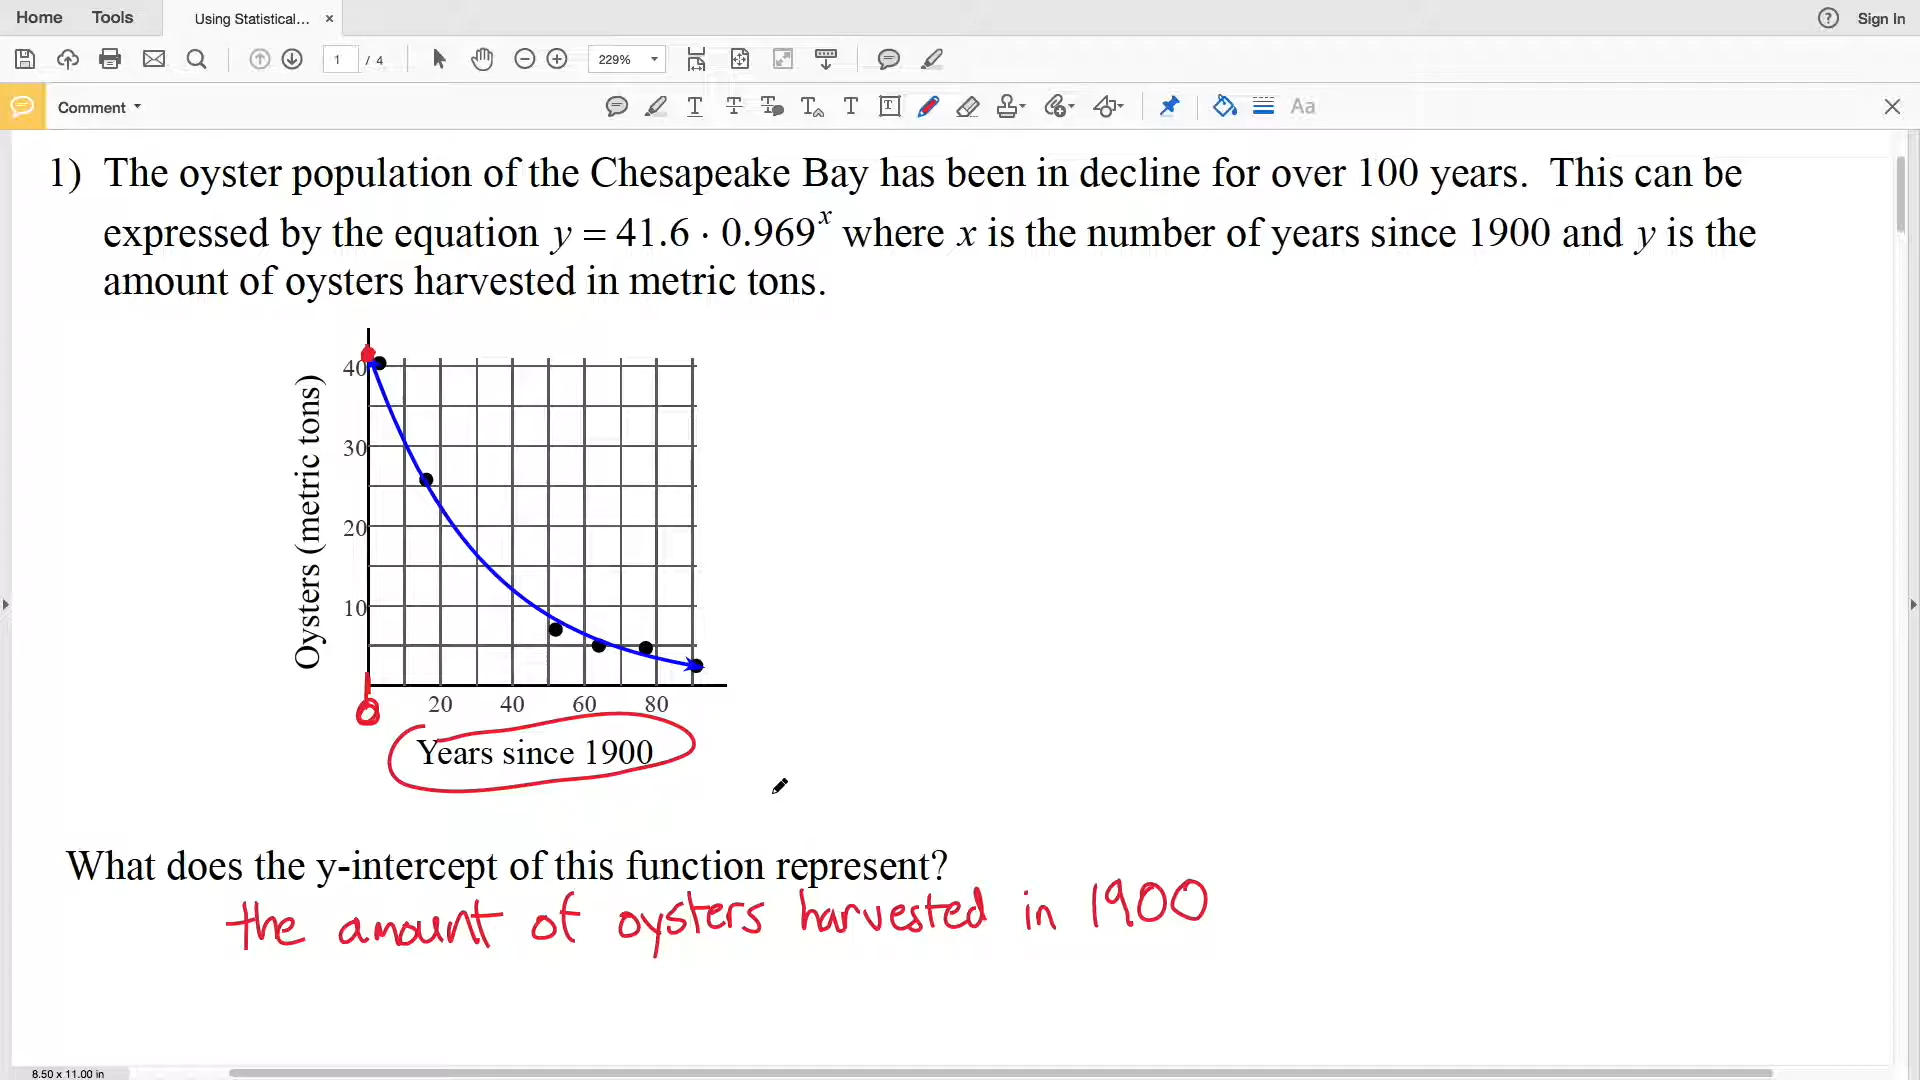 Home Tools Using Statistical... × ? Sign In
1 / 4 229%
Comment T T T T T T Aa
1) The oyster population of the Chesapeake Bay has been in decline for over 100 years. This can be
expressed by the equation y = 41.6 · 0.969^x where x is the number of years since 1900 and y is the
amount of oysters harvested in metric tons.
Oysters (metric tons)
40
30
20
10
0 20 40 60 80
Years since 1900
What does the y-intercept of this function represent?
the amount of oysters harvested in 1900
8.50 x 11.00 in